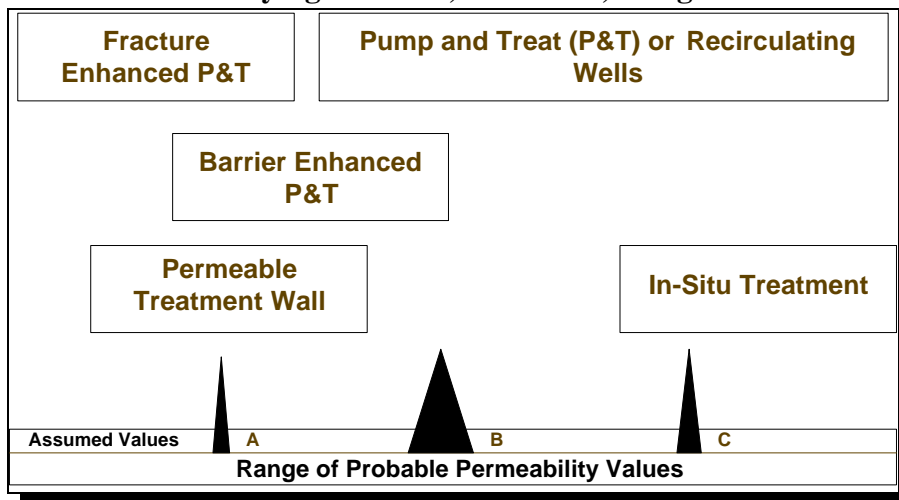 Fracture
Enhanced P&T
Pump and Treat (P&T) or Recirculating
Wells
Barrier Enhanced
P&T
Permeable
Treatment Wall
In-Situ Treatment
Assumed Values A B C
Range of Probable Permeability Values